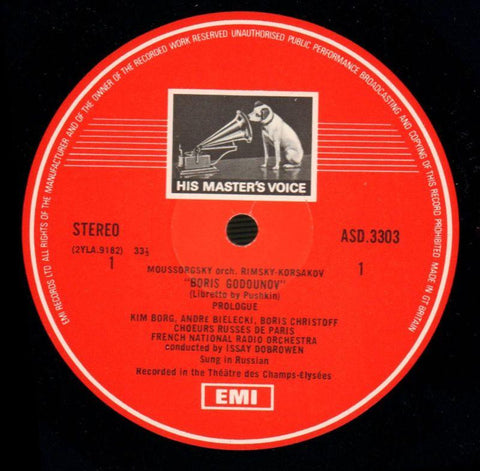 EMI RECORDS LTD ALL RIGHTS OF THE MANUFACTURER AND OF THE OWNER OF THE RECORDED WORK RESERVED UNAUTHORISED PUBLIC PERFORMANCE BROADCASTING AND COPYING OF THIS RECORD PROHIBITED MADE IN GT BRITAIN
HIS MASTER'S VOICE
STEREO
ASD.3303
(2YLA.9182) 33⅓
1
1
MOUSSORGSKY orch. RIMSKY-KORSAKOV
"BORIS GODOUNOV"
(Libretto by Pushkin)
PROLOGUE
KIM BORG, ANDRE BIELECKI, BORIS CHRISTOFF
CHOEURS RUSSES DE PARIS
FRENCH NATIONAL RADIO ORCHESTRA
conducted by ISSAY DOBROWEN
Sung in Russian
Recorded in the Théâtre des Champs-Elysées
EMI